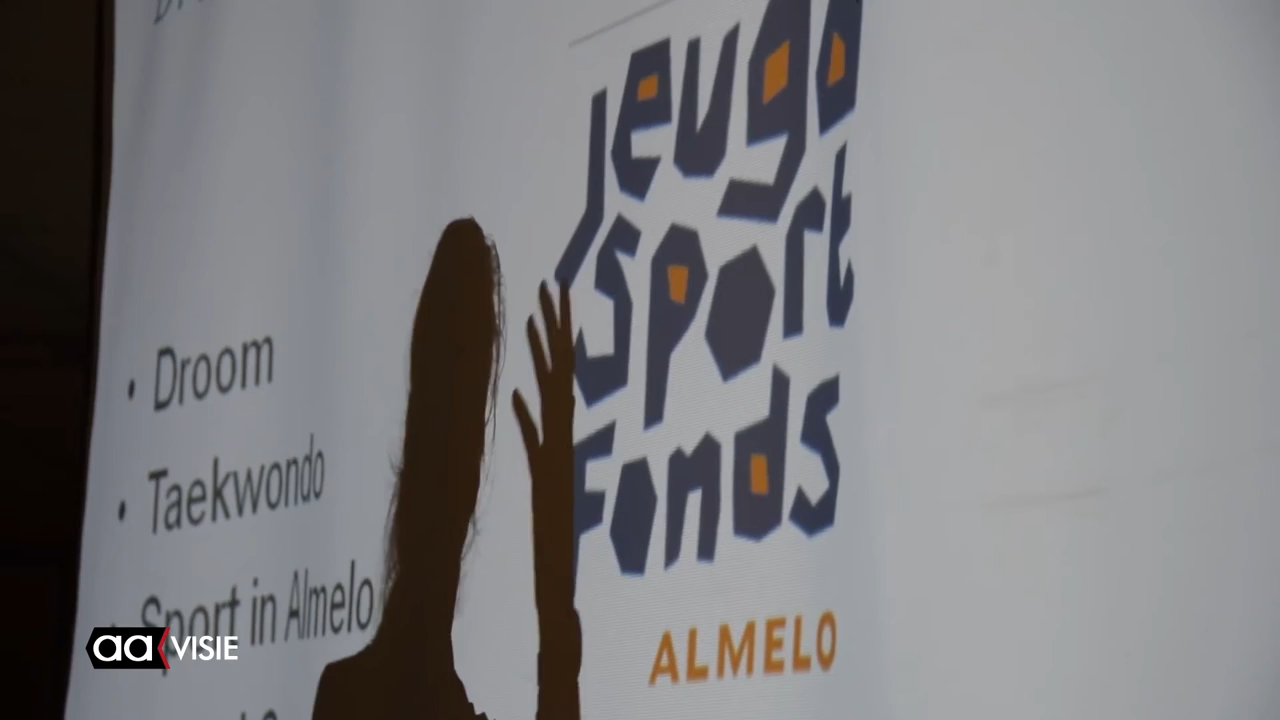 Jeugd
Sport
Fonds
ALMELO
• Droom
• Taekwondo
• Sport in Almelo
aa VISIE